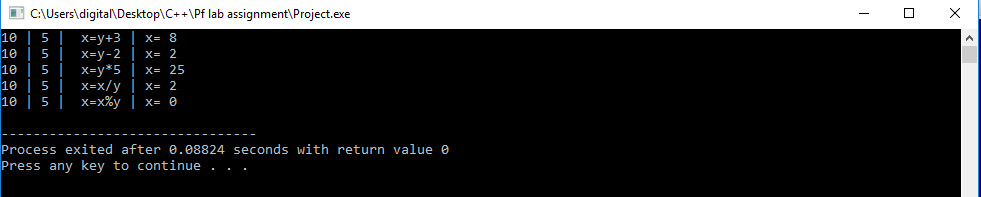 C:\Users\digital\Desktop\C++\Pf lab assignment\Project.exe
10 | 5 |  x=y+3 | x= 8
10 | 5 |  x=y-2 | x= 2
10 | 5 |  x=y*5 | x= 25
10 | 5 |  x=x/y | x= 2
10 | 5 |  x=x%y | x= 0
--------------------------------
Process exited after 0.08824 seconds with return value 0
Press any key to continue . . .